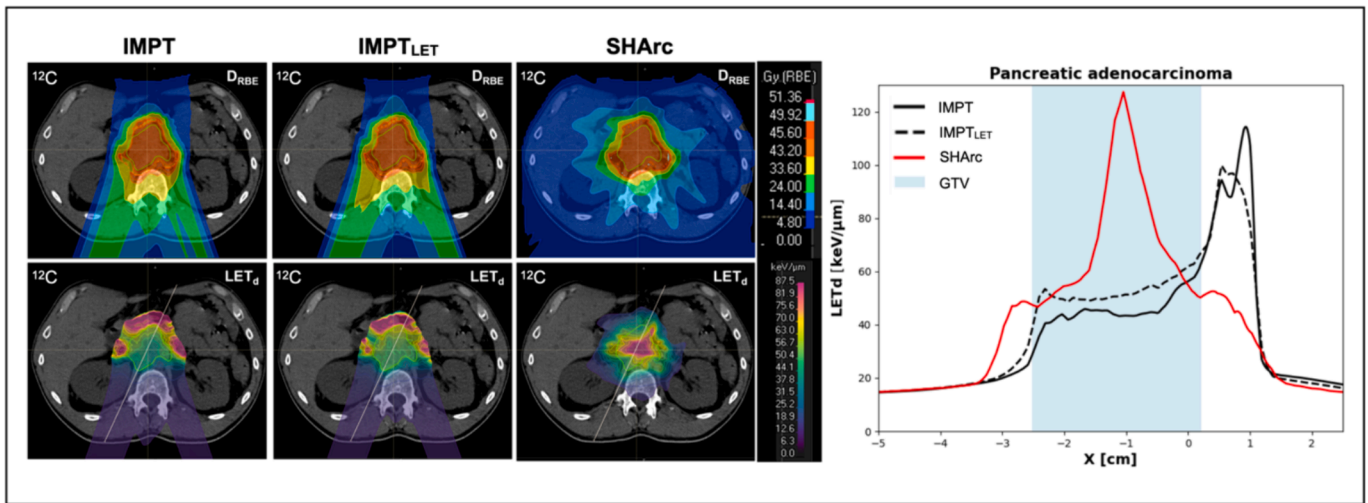 IMPT
IMPTLET
SHArc
12C
DRBE
12C
DRBE
12C
DRBE
Gy (RBE)
51.36
49.92
45.60
43.20
33.60
24.00
14.40
4.80
0.00
12C
LETd
12C
LETd
12C
LETd
keV/µm
87.5
81.9
75.6
70.0
63.0
56.7
50.4
44.1
37.8
31.5
25.2
18.9
12.6
6.3
0.0
Pancreatic adenocarcinoma
IMPT
IMPTLET
SHArc
GTV
LETd [keV/µm]
120
100
80
60
40
20
0
−5
−4
−3
−2
−1
0
1
2
X [cm]